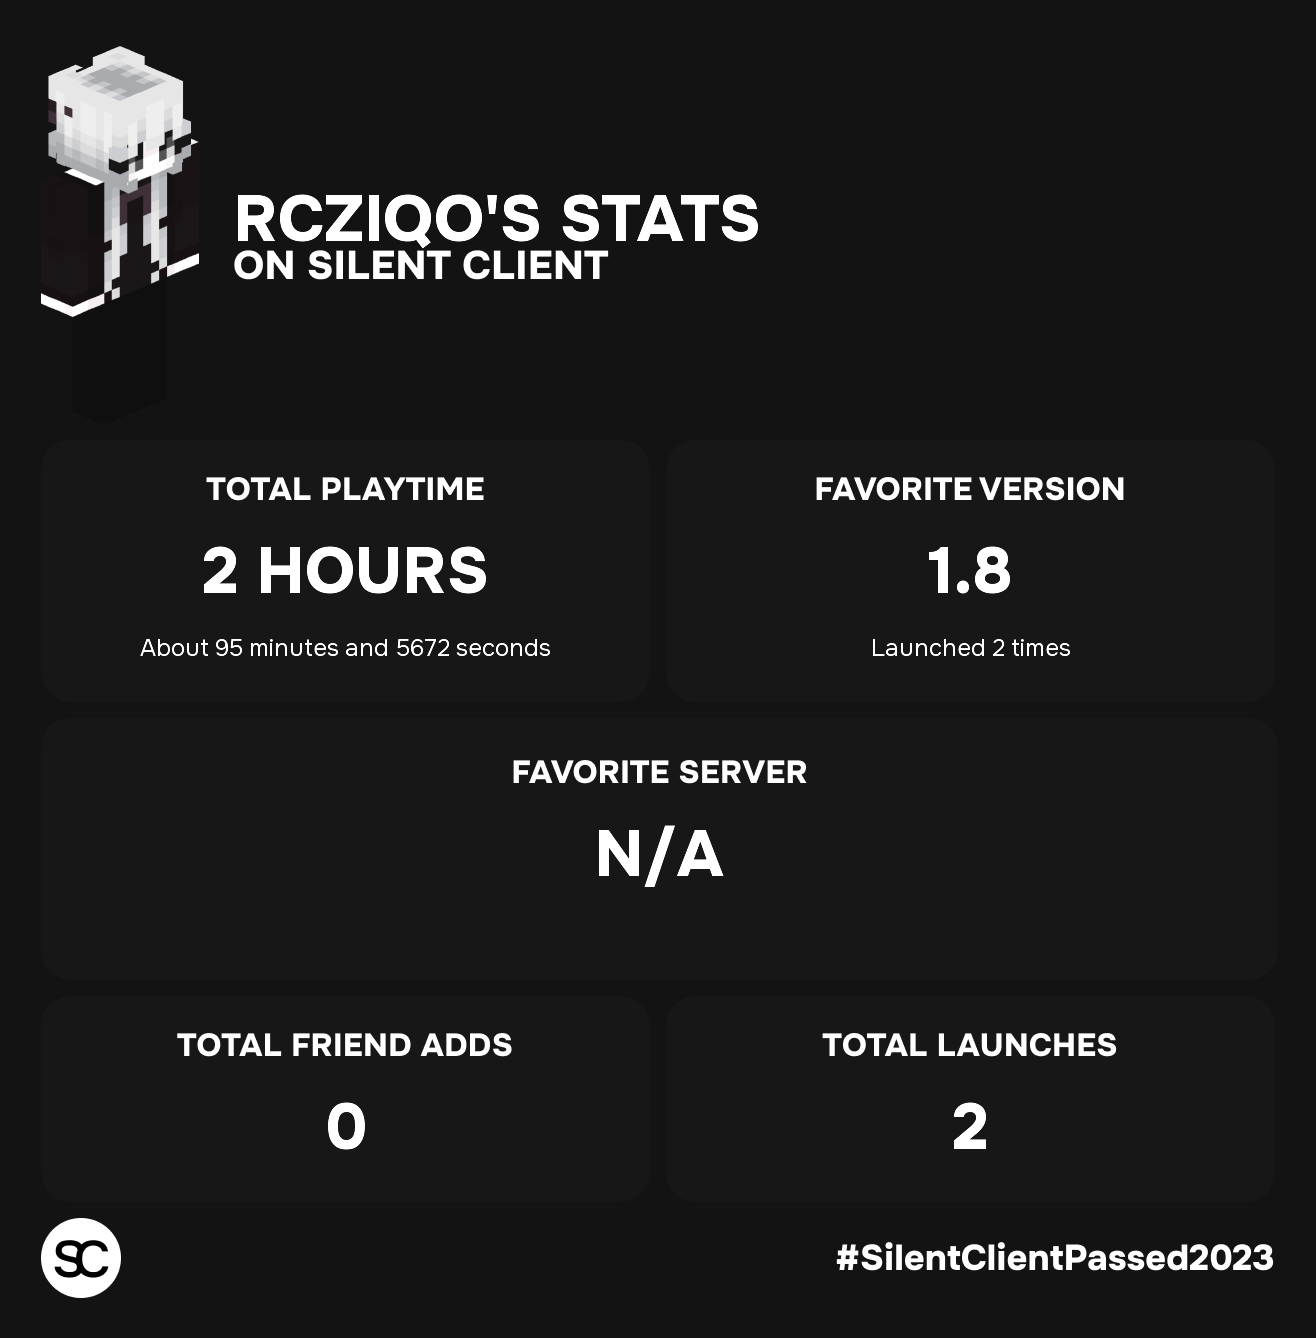 RCZIQO'S STATS
ON SILENT CLIENT
TOTAL PLAYTIME
2 HOURS
About 95 minutes and 5672 seconds
FAVORITE VERSION
1.8
Launched 2 times
FAVORITE SERVER
N/A
TOTAL FRIEND ADDS
0
TOTAL LAUNCHES
2
SC
#SilentClientPassed2023